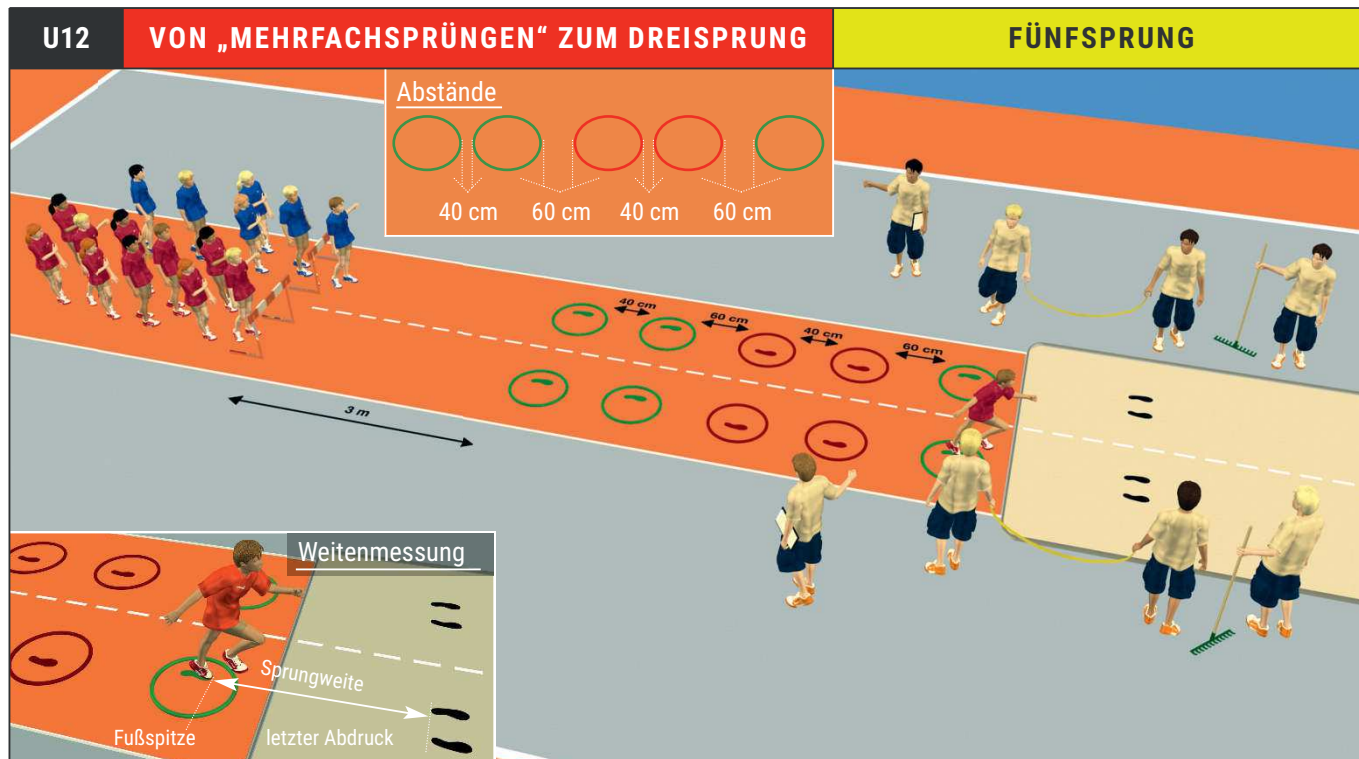 U12
VON „MEHRFACHSPRÜNGEN“ ZUM DREISPRUNG
FÜNFSPRUNG
Abstände
40 cm 60 cm 40 cm 60 cm
40 cm
60 cm
40 cm
60 cm
3 m
Weitenmessung
Sprungweite
Fußspitze
letzter Abdruck